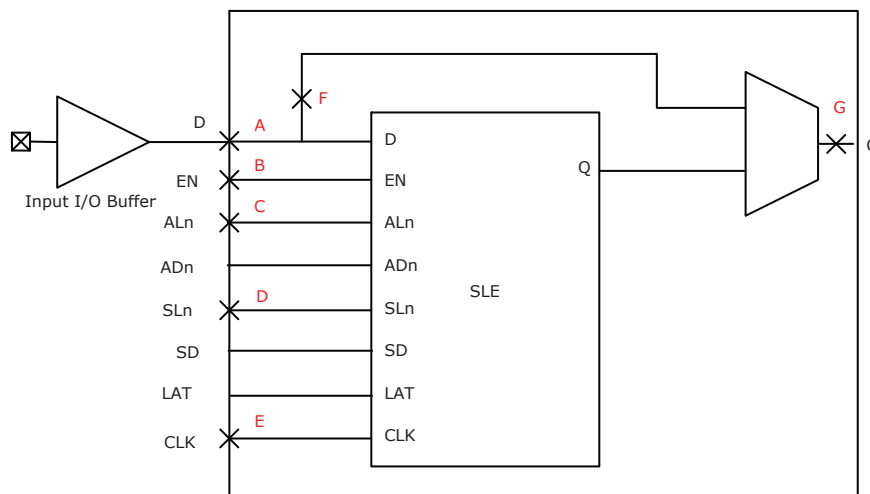 F
G
D
A
D
Q
B
EN
EN
Q
Input I/O Buffer
C
ALn
ALn
ADn
ADn
SLE
D
SLn
SLn
SD
SD
LAT
LAT
E
CLK
CLK